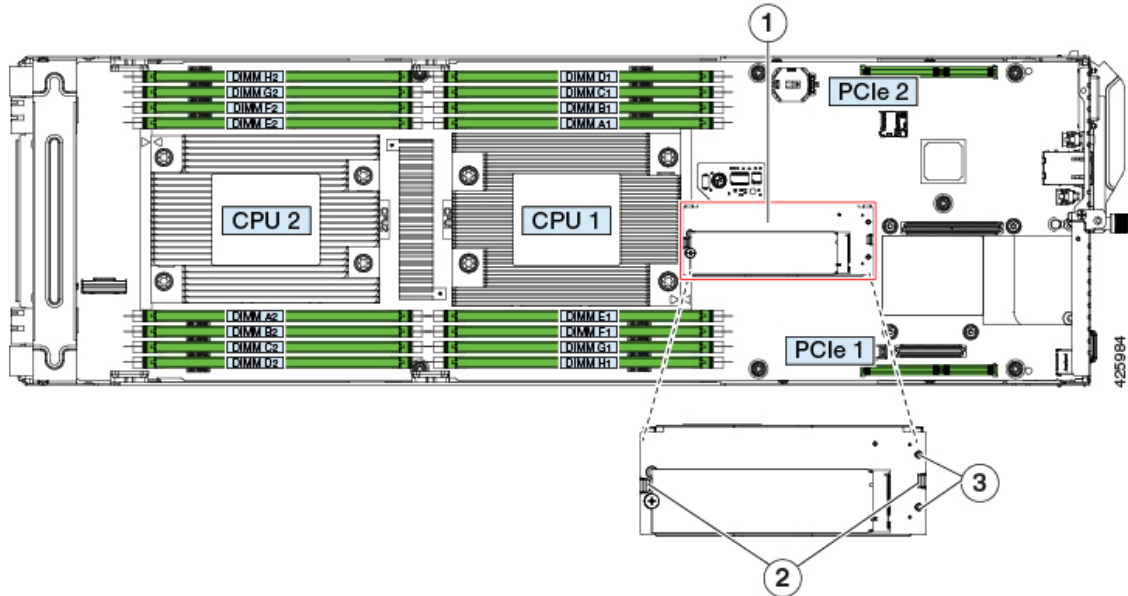 1
DIMM H2
DIMM D1
DIMM G2
DIMM C1
DIMM F2
DIMM B1
DIMM E2
DIMM A1
PCIe 2
CPU 2
CPU2
CPU 1
DIMM A2
DIMM E1
DIMM B2
DIMM F1
DIMM C2
DIMM G1
DIMM D2
DIMM H1
PCIe 1
425984
3
2